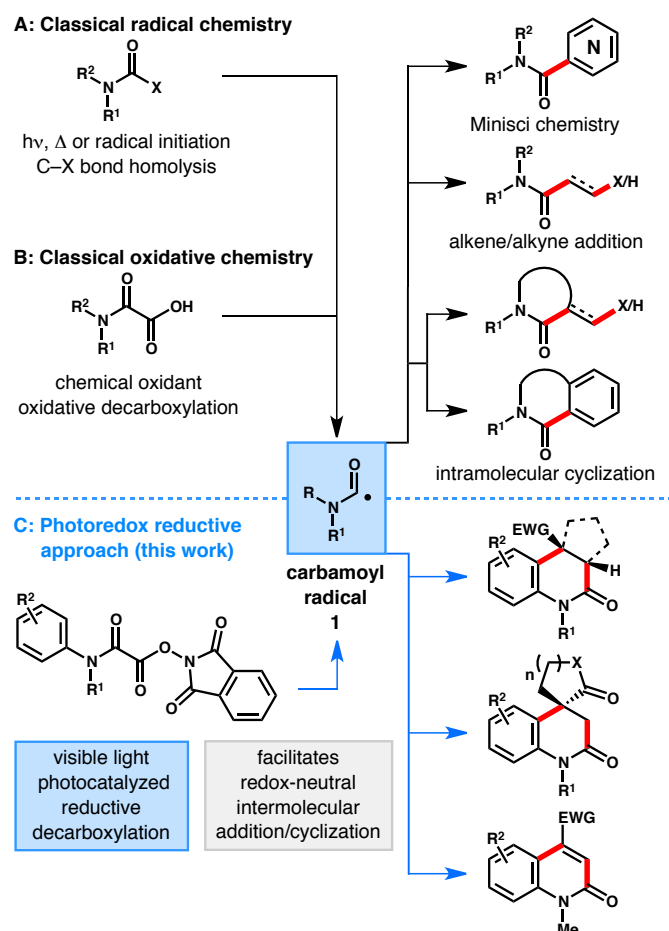 A: Classical radical chemistry
O
R²
N
X
R¹
hν, Δ or radical initiation
C–X bond homolysis
R²
N
N
R¹
O
Minisci chemistry
R²
N
X/H
R¹
O
alkene/alkyne addition
B: Classical oxidative chemistry
O
R²
OH
N
R¹
O
chemical oxidant
oxidative decarboxylation
N
X/H
R¹
O
N
R¹
O
intramolecular cyclization
O
R
N
R¹
carbamoyl
radical
1
C: Photoredox reductive
approach (this work)
R²
O
O
O
N
N
R¹
O
O
visible light
photocatalyzed
reductive
decarboxylation
facilitates
redox-neutral
intermolecular
addition/cyclization
EWG
R²
H
N
O
R¹
n
X
R²
O
N
O
R¹
EWG
R²
N
O
Me